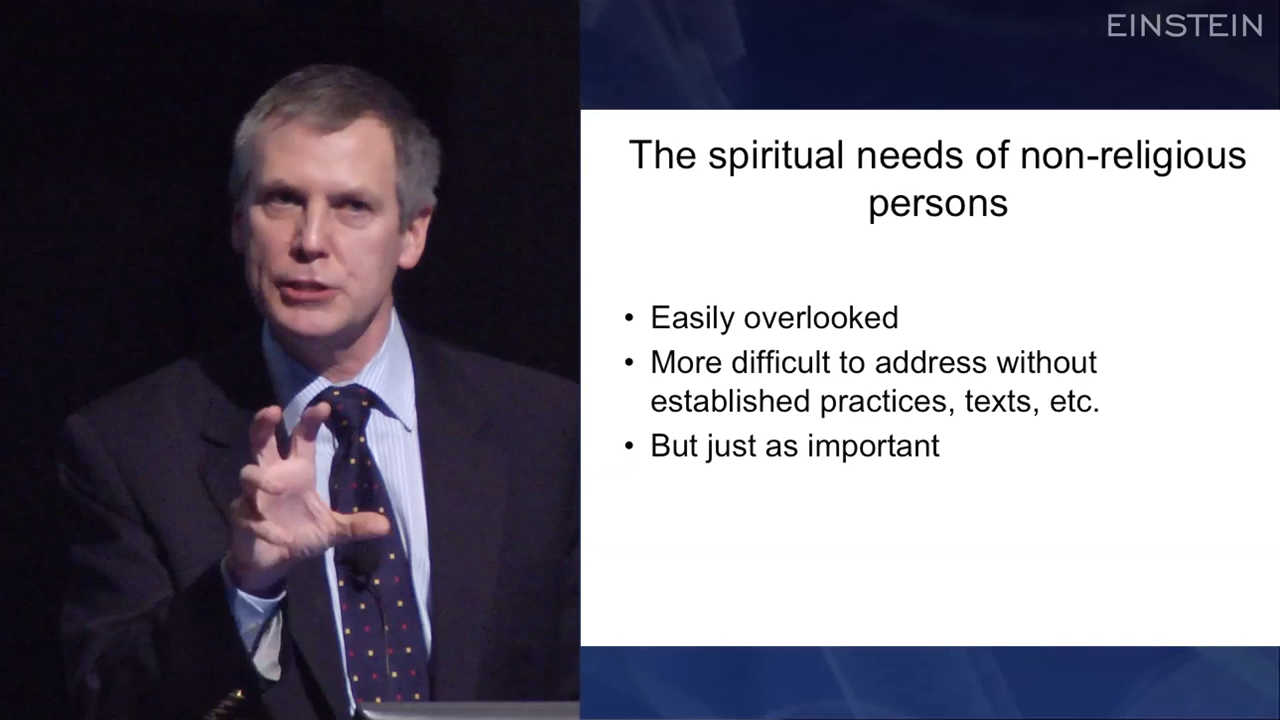 EINSTEIN
The spiritual needs of non-religious
persons
• Easily overlooked
• More difficult to address without
established practices, texts, etc.
• But just as important